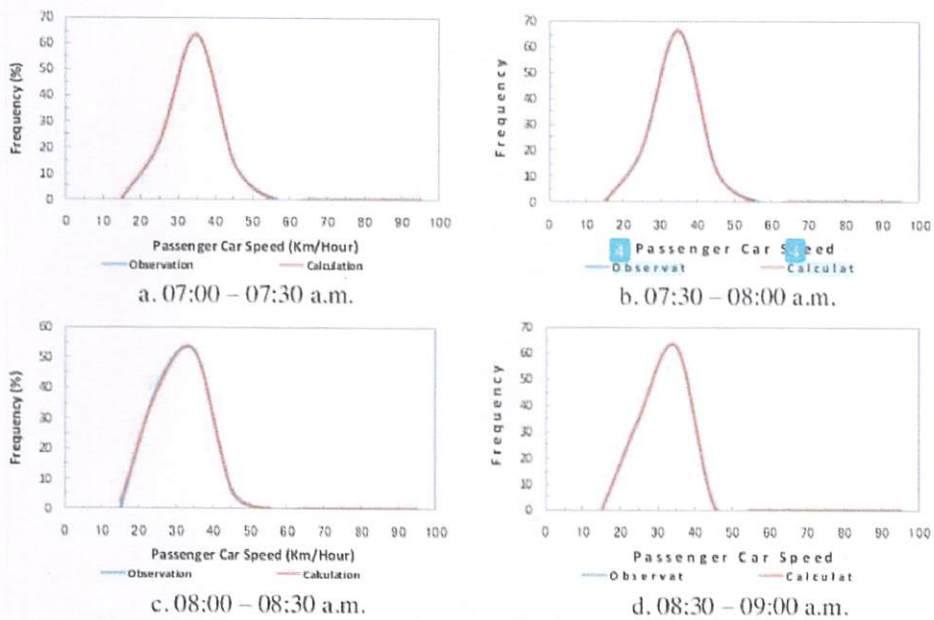 70
60
50
40
30
20
10
0
Frequency (%)
0 10 20 30 40 50 60 70 80 90 100
Passenger Car Speed (Km/Hour)
Observation Calculation
a. 07:00 – 07:30 a.m.
70
60
50
40
30
20
10
0
Frequency
0 10 20 30 40 50 60 70 80 90 100
4 Passenger Car Speed 4
Observat Calculat
b. 07:30 – 08:00 a.m.
60
50
40
30
20
10
0
Frequency (%)
0 10 20 30 40 50 60 70 80 90 100
Passenger Car Speed (Km/Hour)
Observation Calculation
c. 08:00 – 08:30 a.m.
70
60
50
40
30
20
10
0
Frequency
0 10 20 30 40 50 60 70 80 90 100
Passenger Car Speed
Observat Calculat
d. 08:30 – 09:00 a.m.